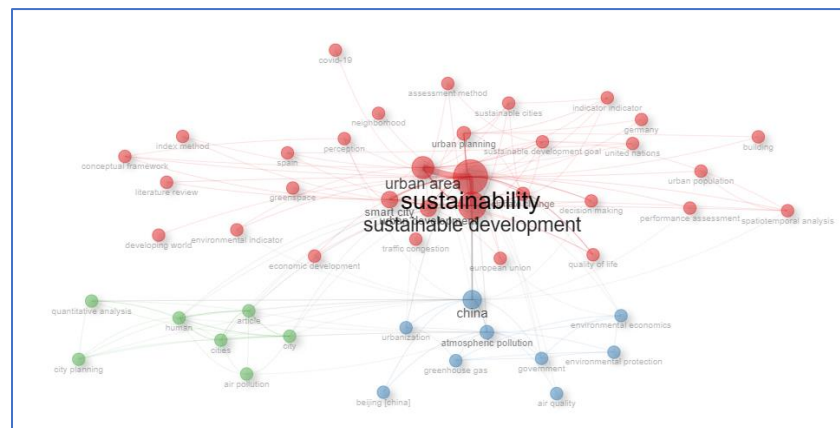 covid-19
assessment method
sustainable cities
indicator indicator
neighborhood
germany
index method
perception
urban planning
sustainable development goal
united nations
building
conceptual framework
spain
urban area
urban population
literature review
greenspace
sustainability
decision making
smart city
performance assessment
spatiotemporal analysis
urban development
sustainable development
developing world
environmental indicator
traffic congestion
economic development
european union
quality of life
quantitative analysis
article
china
human
environmental economics
cities
city
urbanization
atmospheric pollution
city planning
greenhouse gas
government
environmental protection
air pollution
beijing [china]
air quality